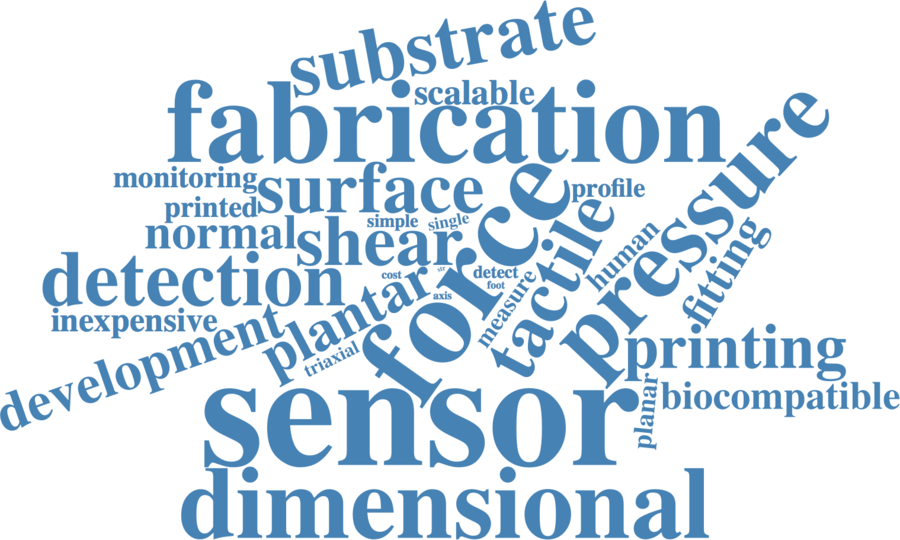 substrate
scalable
fabrication
pressure
monitoring
surface
force
profile
printed
simple
single
tactile
normal
shear
human
fitting
detection
cost
detect
plantar
axis
foot
measure
inexpensive
development
triaxial
printing
sensor
planar
biocompatible
dimensional